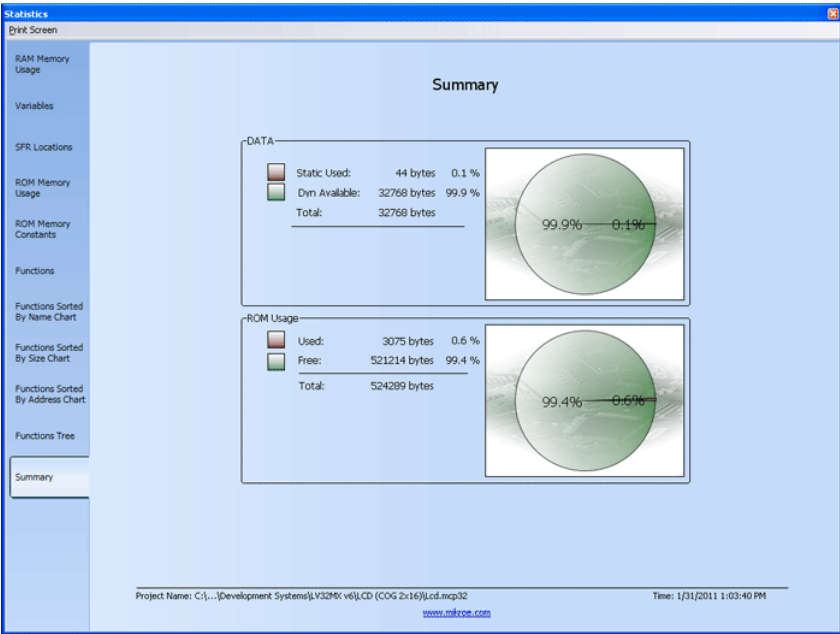 Statistics
Print Screen
RAM Memory
Usage
Variables
SFR Locations
ROM Memory
Usage
ROM Memory
Constants
Functions
Functions Sorted
By Name Chart
Functions Sorted
By Size Chart
Functions Sorted
By Address Chart
Functions Tree
Summary
Summary
DATA
Static Used: 44 bytes 0.1 %
Dyn Available: 32768 bytes 99.9 %
Total: 32768 bytes
99.9% 0.1%
ROM Usage
Used: 3075 bytes 0.6 %
Free: 521214 bytes 99.4 %
Total: 524289 bytes
99.4% 0.6%
Project Name: C:\...\Development Systems\LV32MX v6\LCD (COG 2x16)\Lcd.mcp32
Time: 1/31/2011 1:03:40 PM
www.mikroe.com